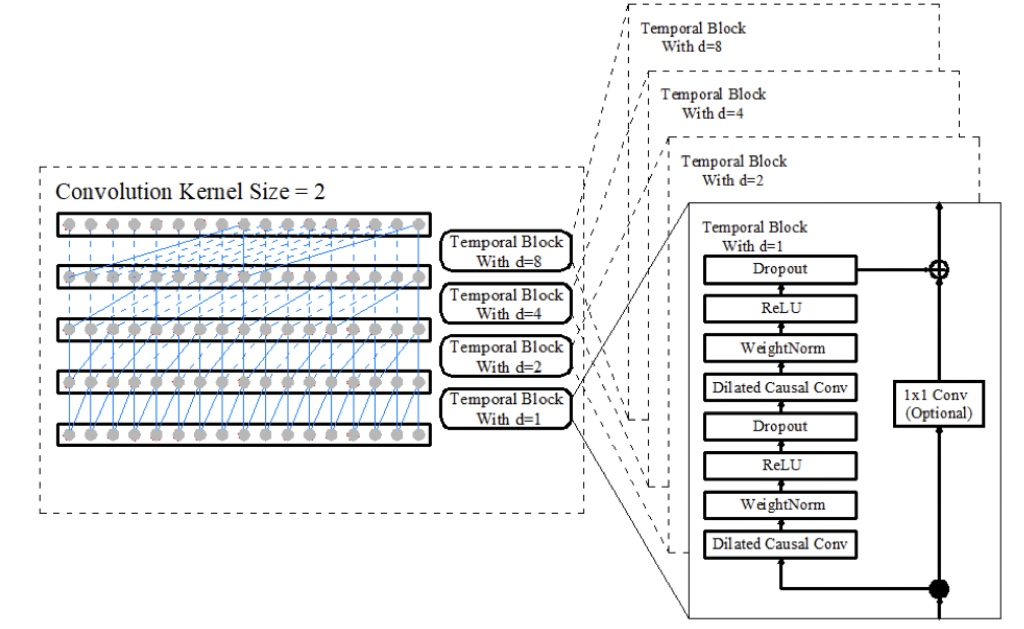 Convolution Kernel Size = 2
Temporal Block
With d=8
Temporal Block
With d=4
Temporal Block
With d=2
Temporal Block
With d=1
Temporal Block
With d=8
Temporal Block
With d=4
Temporal Block
With d=2
Temporal Block
With d=1
Dropout
ReLU
WeightNorm
Dilated Causal Conv
Dropout
ReLU
WeightNorm
Dilated Causal Conv
1x1 Conv
(Optional)